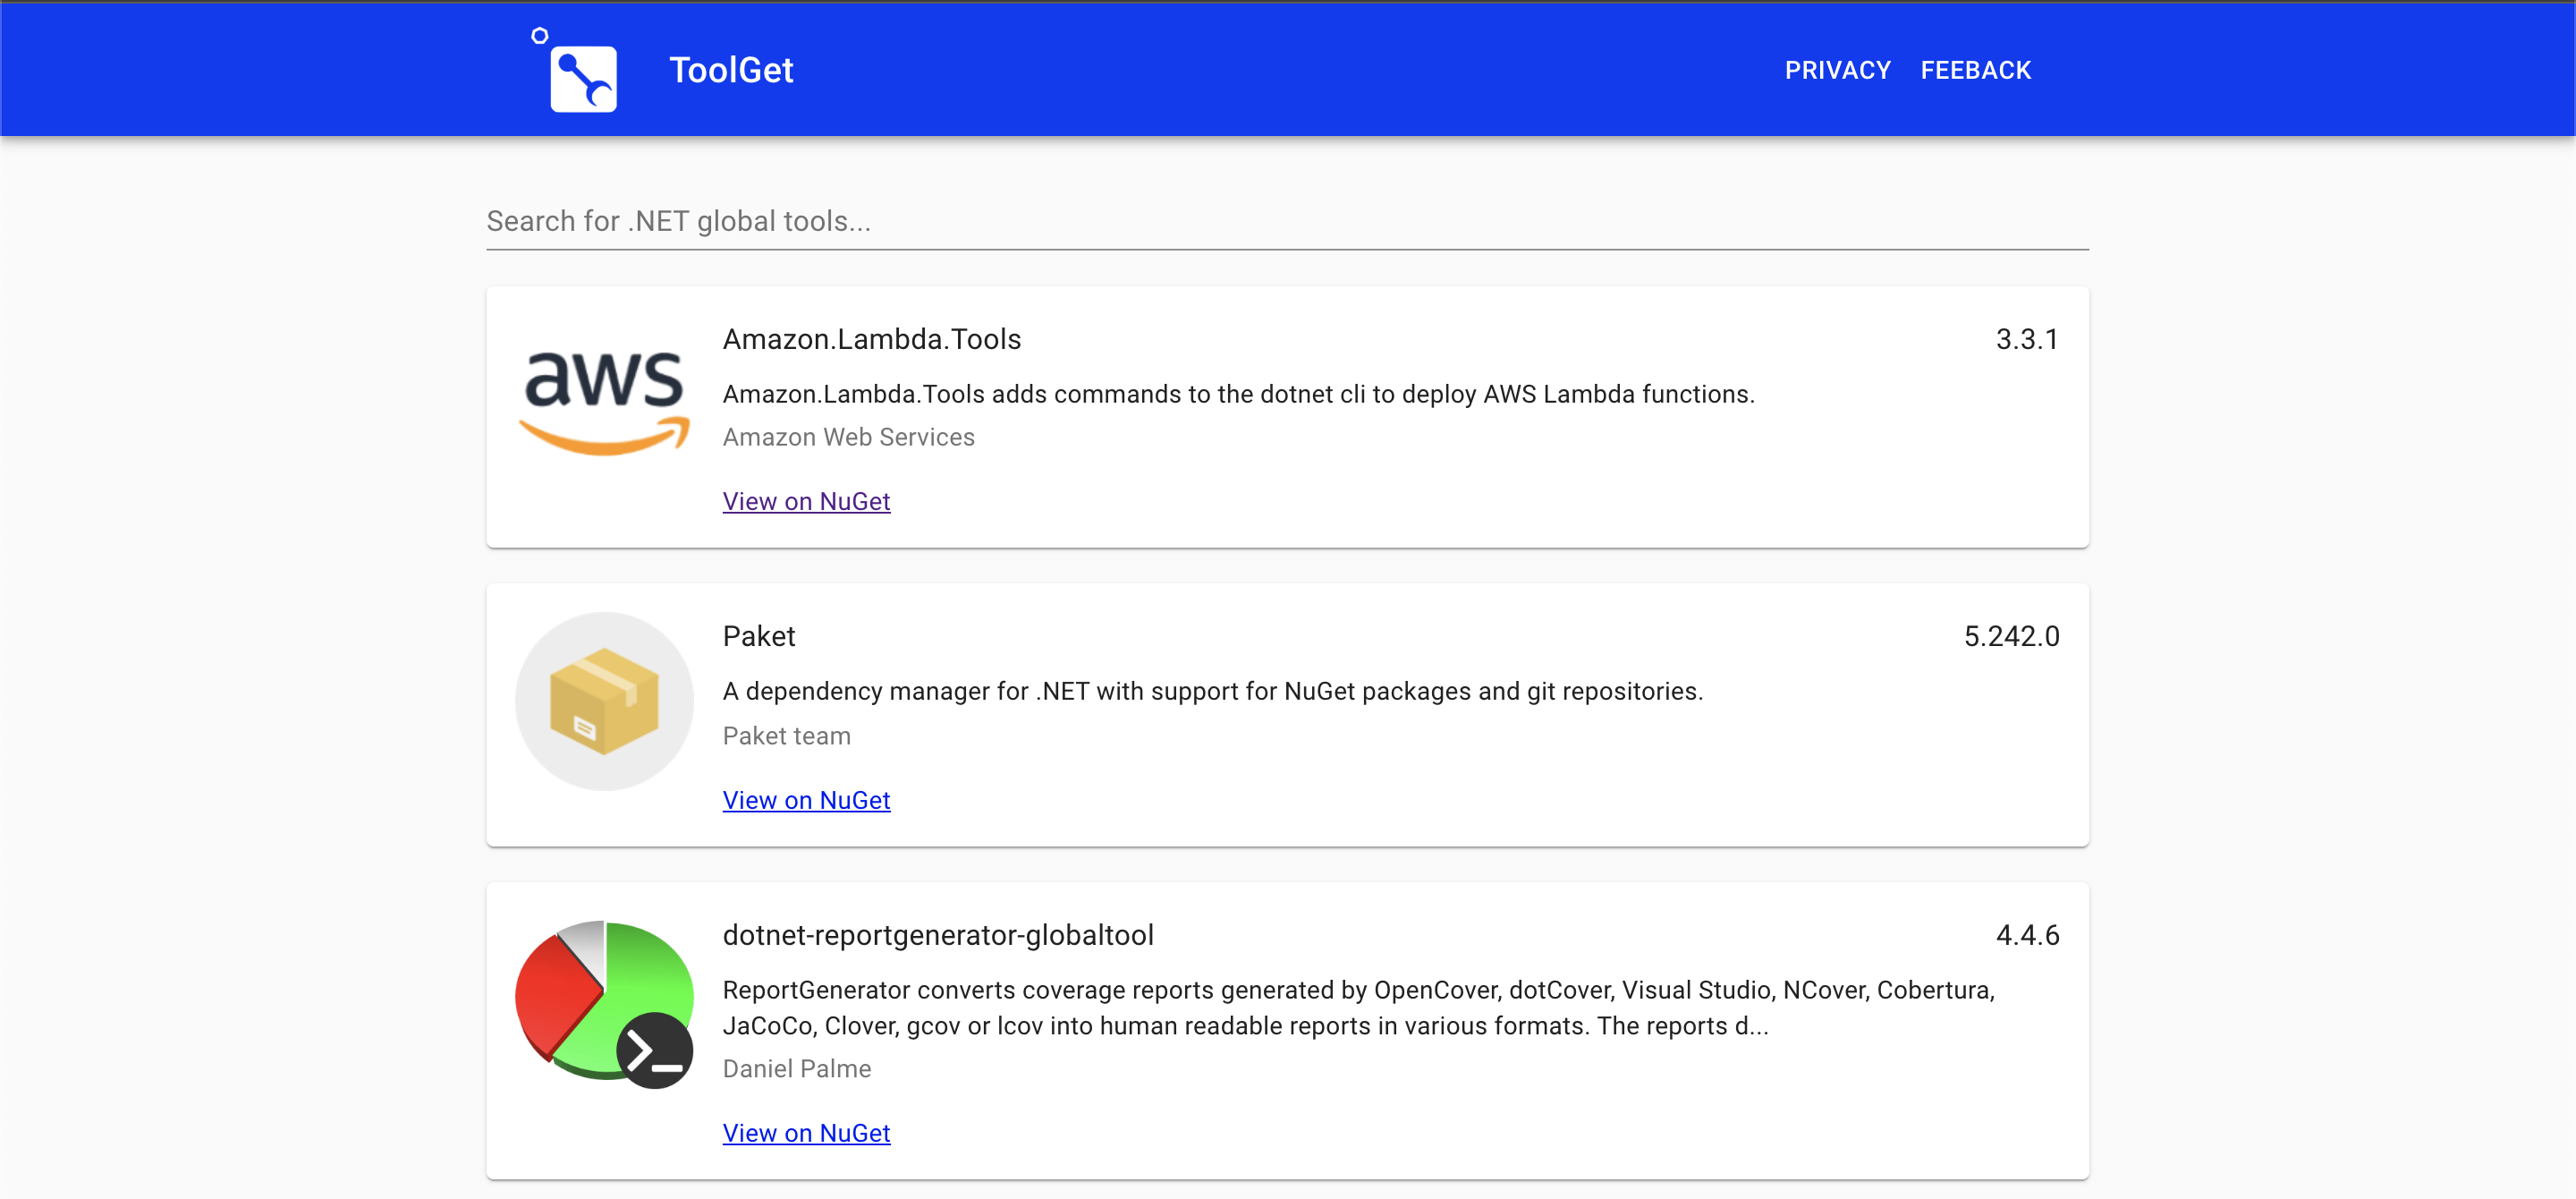 ToolGet
PRIVACY FEEBACK
Search for .NET global tools...
aws
Amazon.Lambda.Tools 3.3.1
Amazon.Lambda.Tools adds commands to the dotnet cli to deploy AWS Lambda functions.
Amazon Web Services
View on NuGet
Paket 5.242.0
A dependency manager for .NET with support for NuGet packages and git repositories.
Paket team
View on NuGet
dotnet-reportgenerator-globaltool 4.4.6
ReportGenerator converts coverage reports generated by OpenCover, dotCover, Visual Studio, NCover, Cobertura,
JaCoCo, Clover, gcov or lcov into human readable reports in various formats. The reports d...
Daniel Palme
View on NuGet